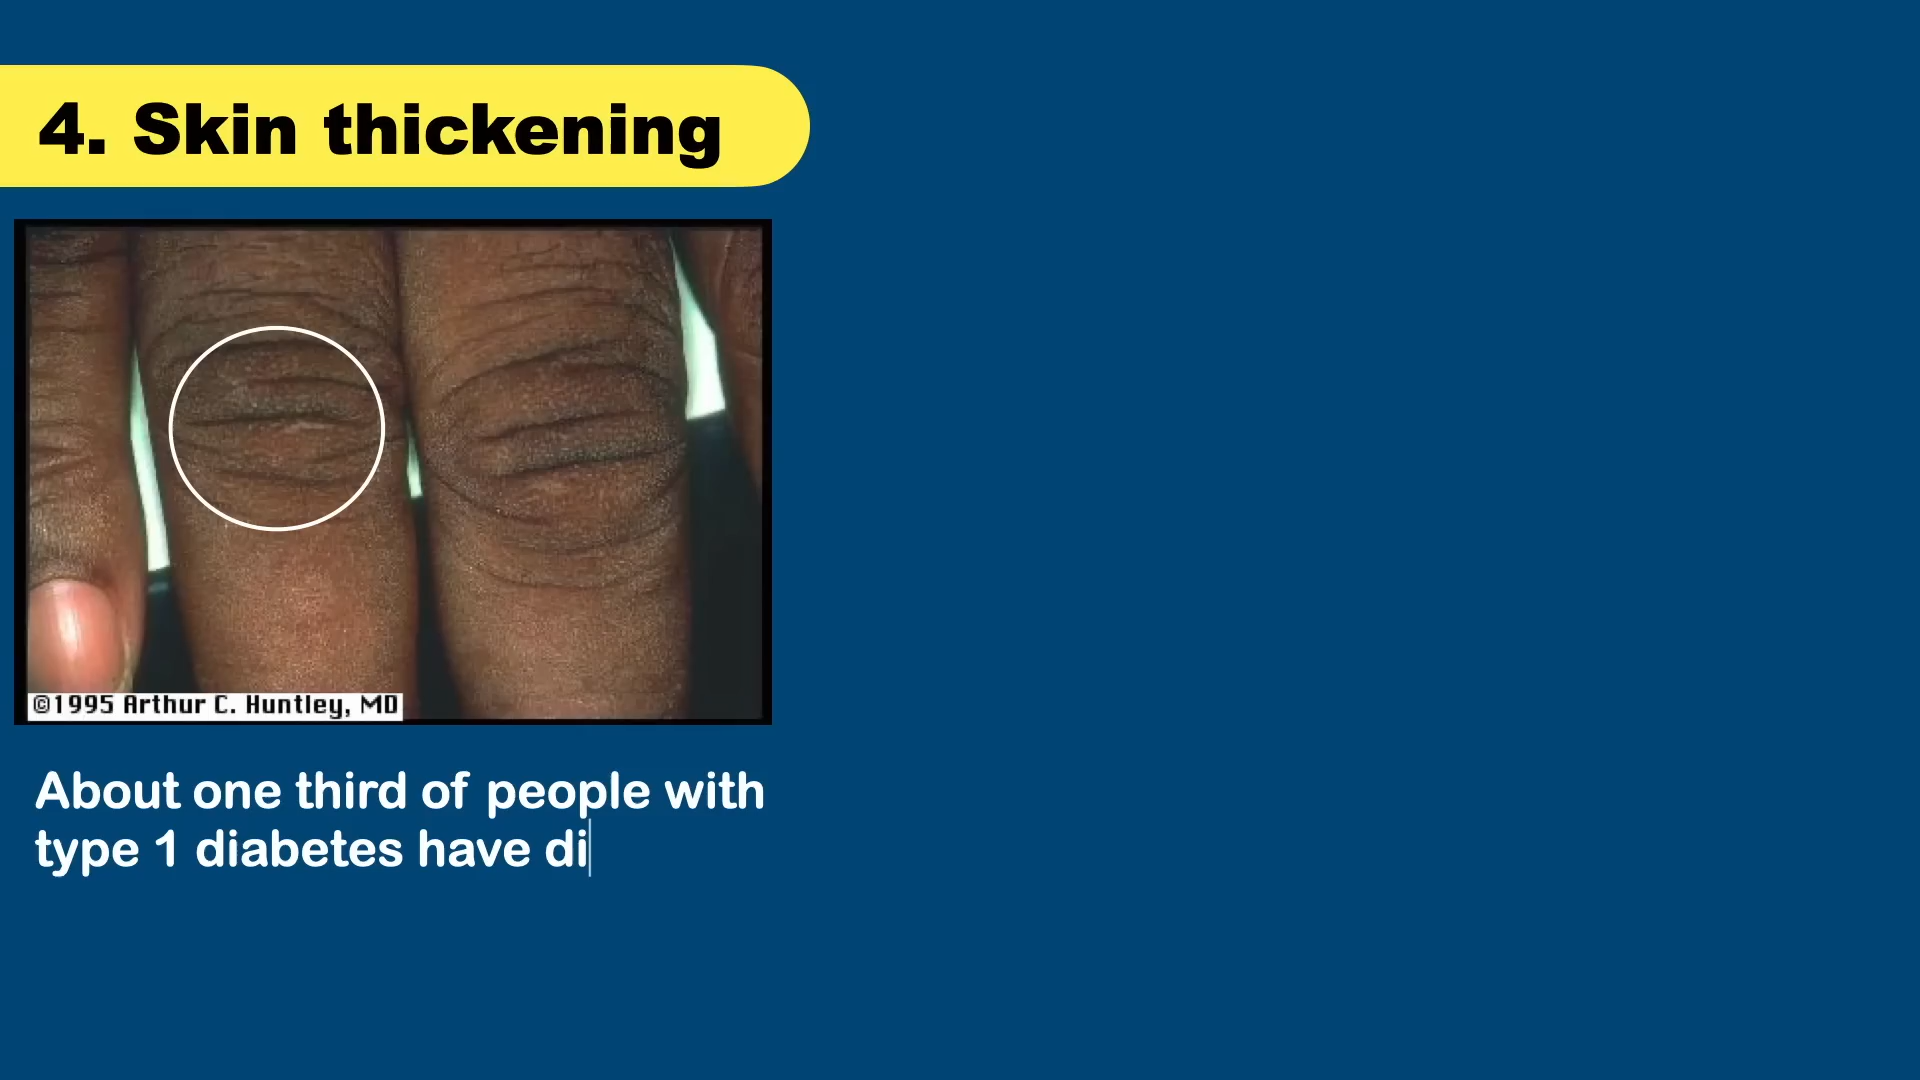 4. Skin thickening
©1995 Arthur C. Huntley, MD
About one third of people with
type 1 diabetes have di